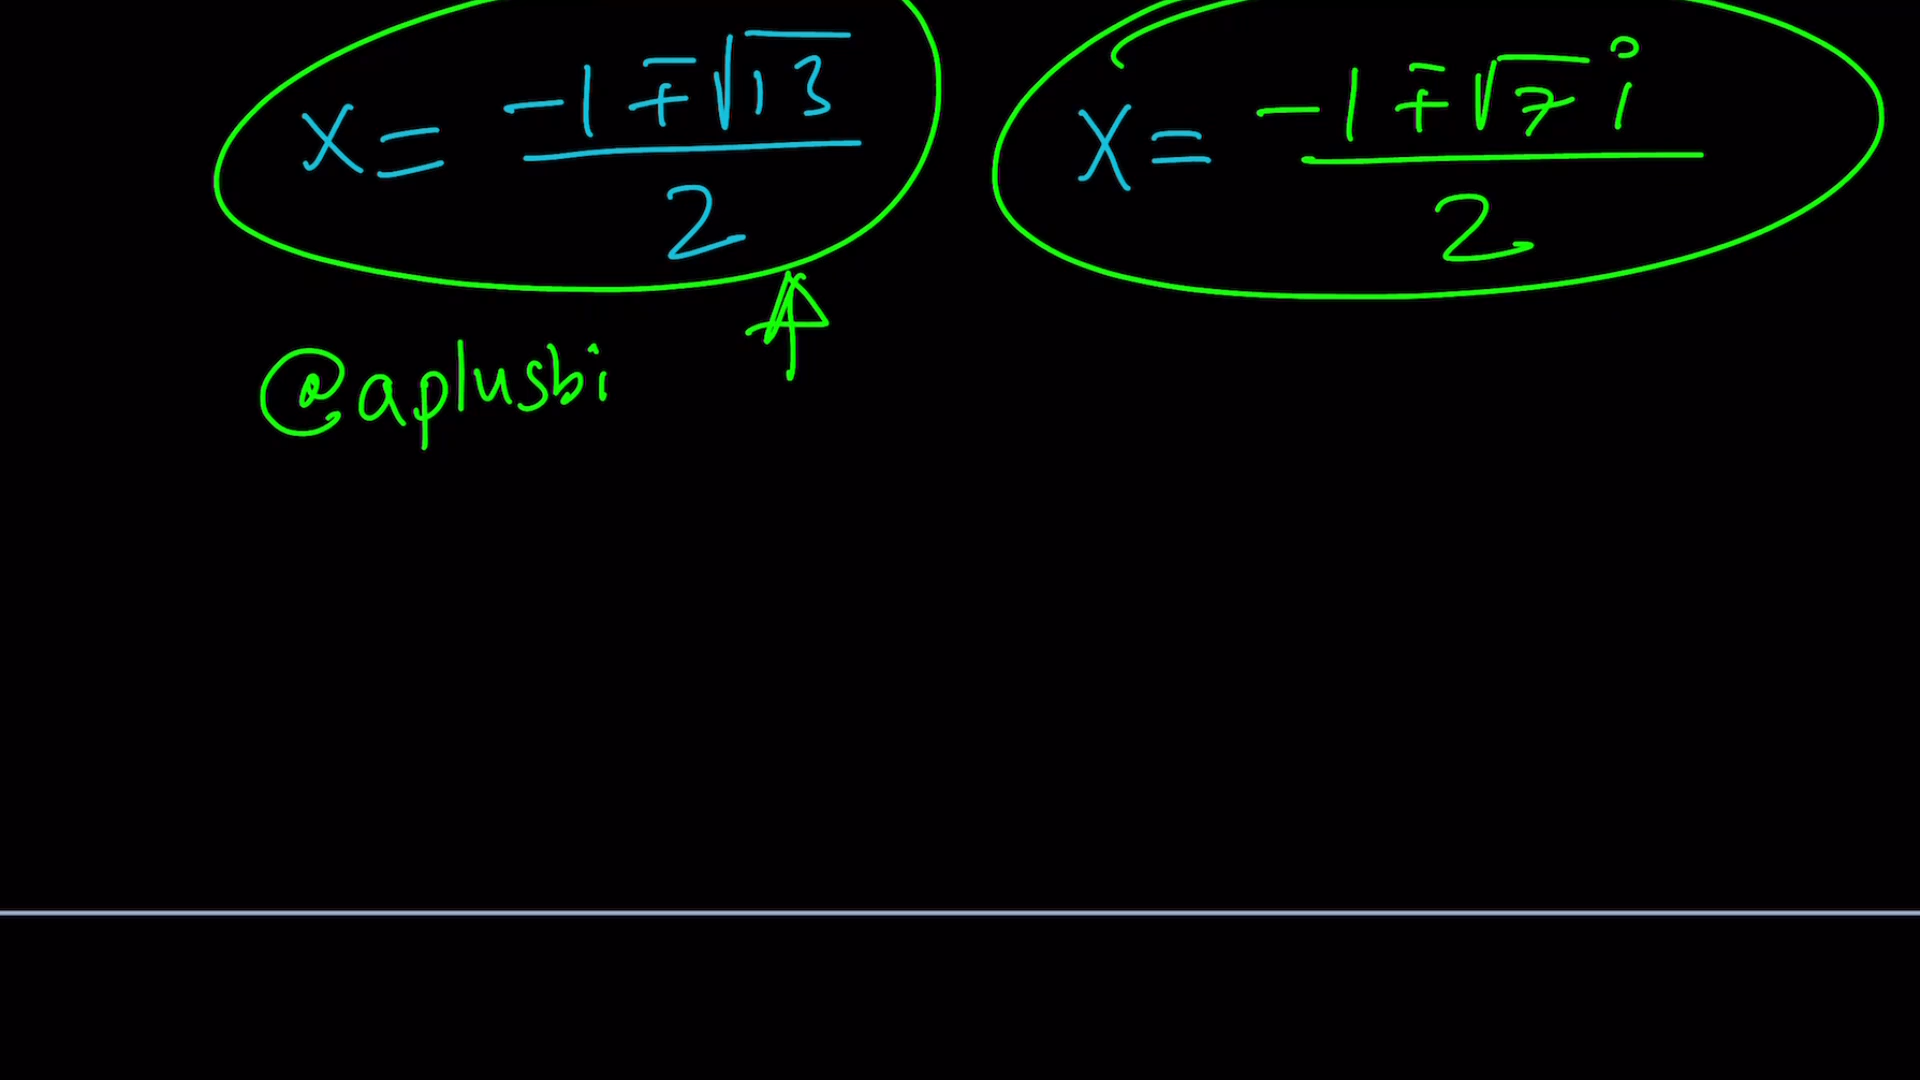 x = (-1 ∓ √13)/2
x = (-1 ∓ √7 i)/2
@aplusbi